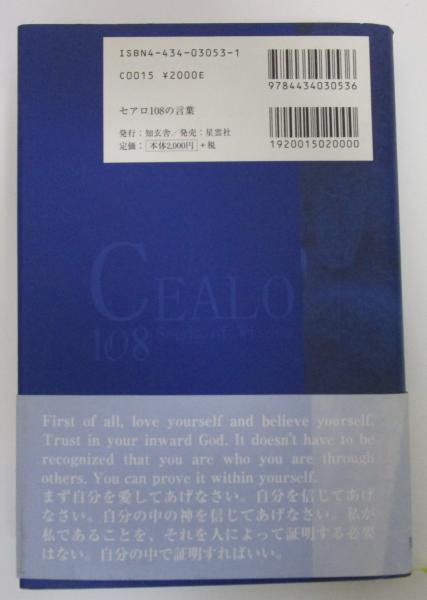 ISBN4-434-03053-1
C0015 ¥2000E
9784434030536
1920015020000
セアロ108の言葉
発行：知玄舎／発売：星雲社
定価： 本体2,000円 ＋税
CEALO
108
First of all, love yourself and believe yourself.
Trust in your inward God. It doesn't have to be
recognized that you are who you are through
others. You can prove it within yourself.
まず自分を愛してあげなさい。自分を信じてあげ
なさい。自分の中の神を信じてあげなさい。私が
私であることを、それを人によって証明する必要
はない。自分の中で証明すればいい。